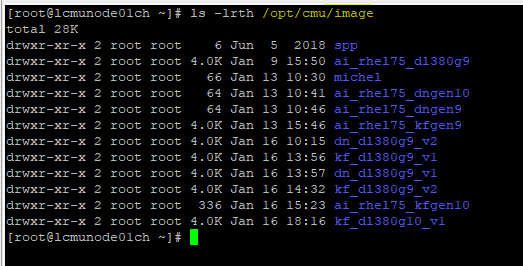 [root@lcmunode01ch ~]# ls -lrth /opt/cmu/image
total 28K
drwxr-xr-x 2 root root    6 Jun  5  2018 spp
drwxr-xr-x 2 root root 4.0K Jan  9 15:50 ai_rhel75_dl380g9
drwxr-xr-x 2 root root   66 Jan 13 10:30 michel
drwxr-xr-x 2 root root   64 Jan 13 10:41 ai_rhel75_dngen10
drwxr-xr-x 2 root root   64 Jan 13 10:46 ai_rhel75_dngen9
drwxr-xr-x 2 root root 4.0K Jan 13 15:46 ai_rhel75_kfgen9
drwxr-xr-x 2 root root 4.0K Jan 16 10:15 dn_dl380g9_v2
drwxr-xr-x 2 root root 4.0K Jan 16 13:56 kf_dl380g9_v1
drwxr-xr-x 2 root root 4.0K Jan 16 13:57 dn_dl380g9_v1
drwxr-xr-x 2 root root 4.0K Jan 16 14:32 kf_dl380g9_v2
drwxr-xr-x 2 root root  336 Jan 16 15:23 ai_rhel75_kfgen10
drwxr-xr-x 2 root root 4.0K Jan 16 18:16 kf_dl380g10_v1
[root@lcmunode01ch ~]#